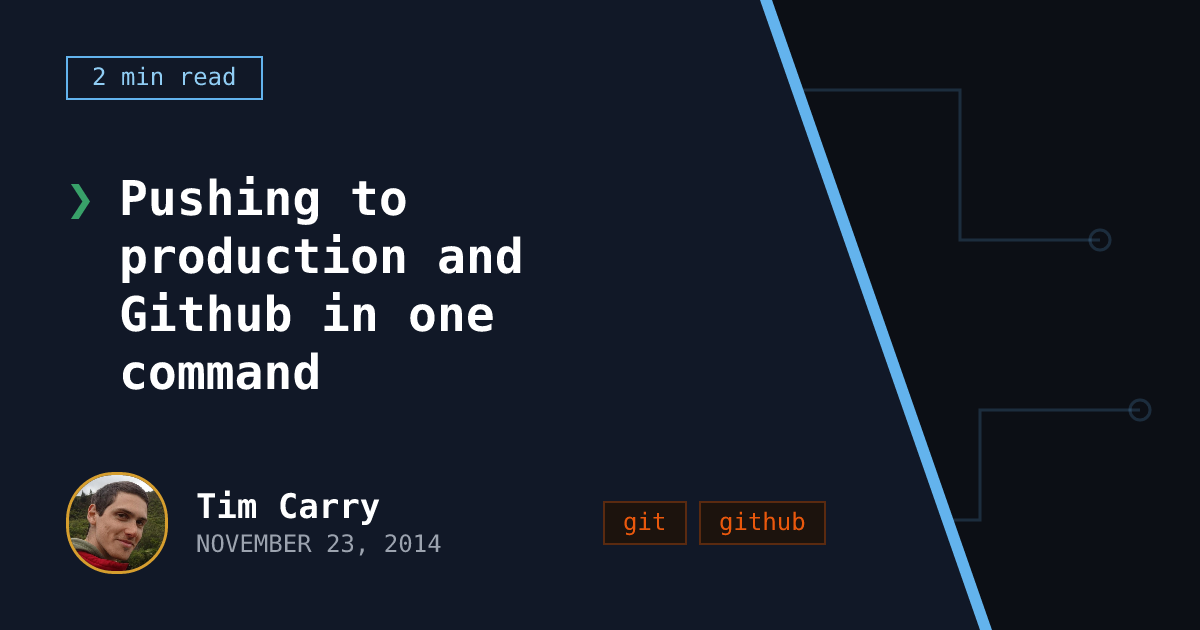 2 min read
❯ Pushing to
production and
Github in one
command
Tim Carry
NOVEMBER 23, 2014
git
github